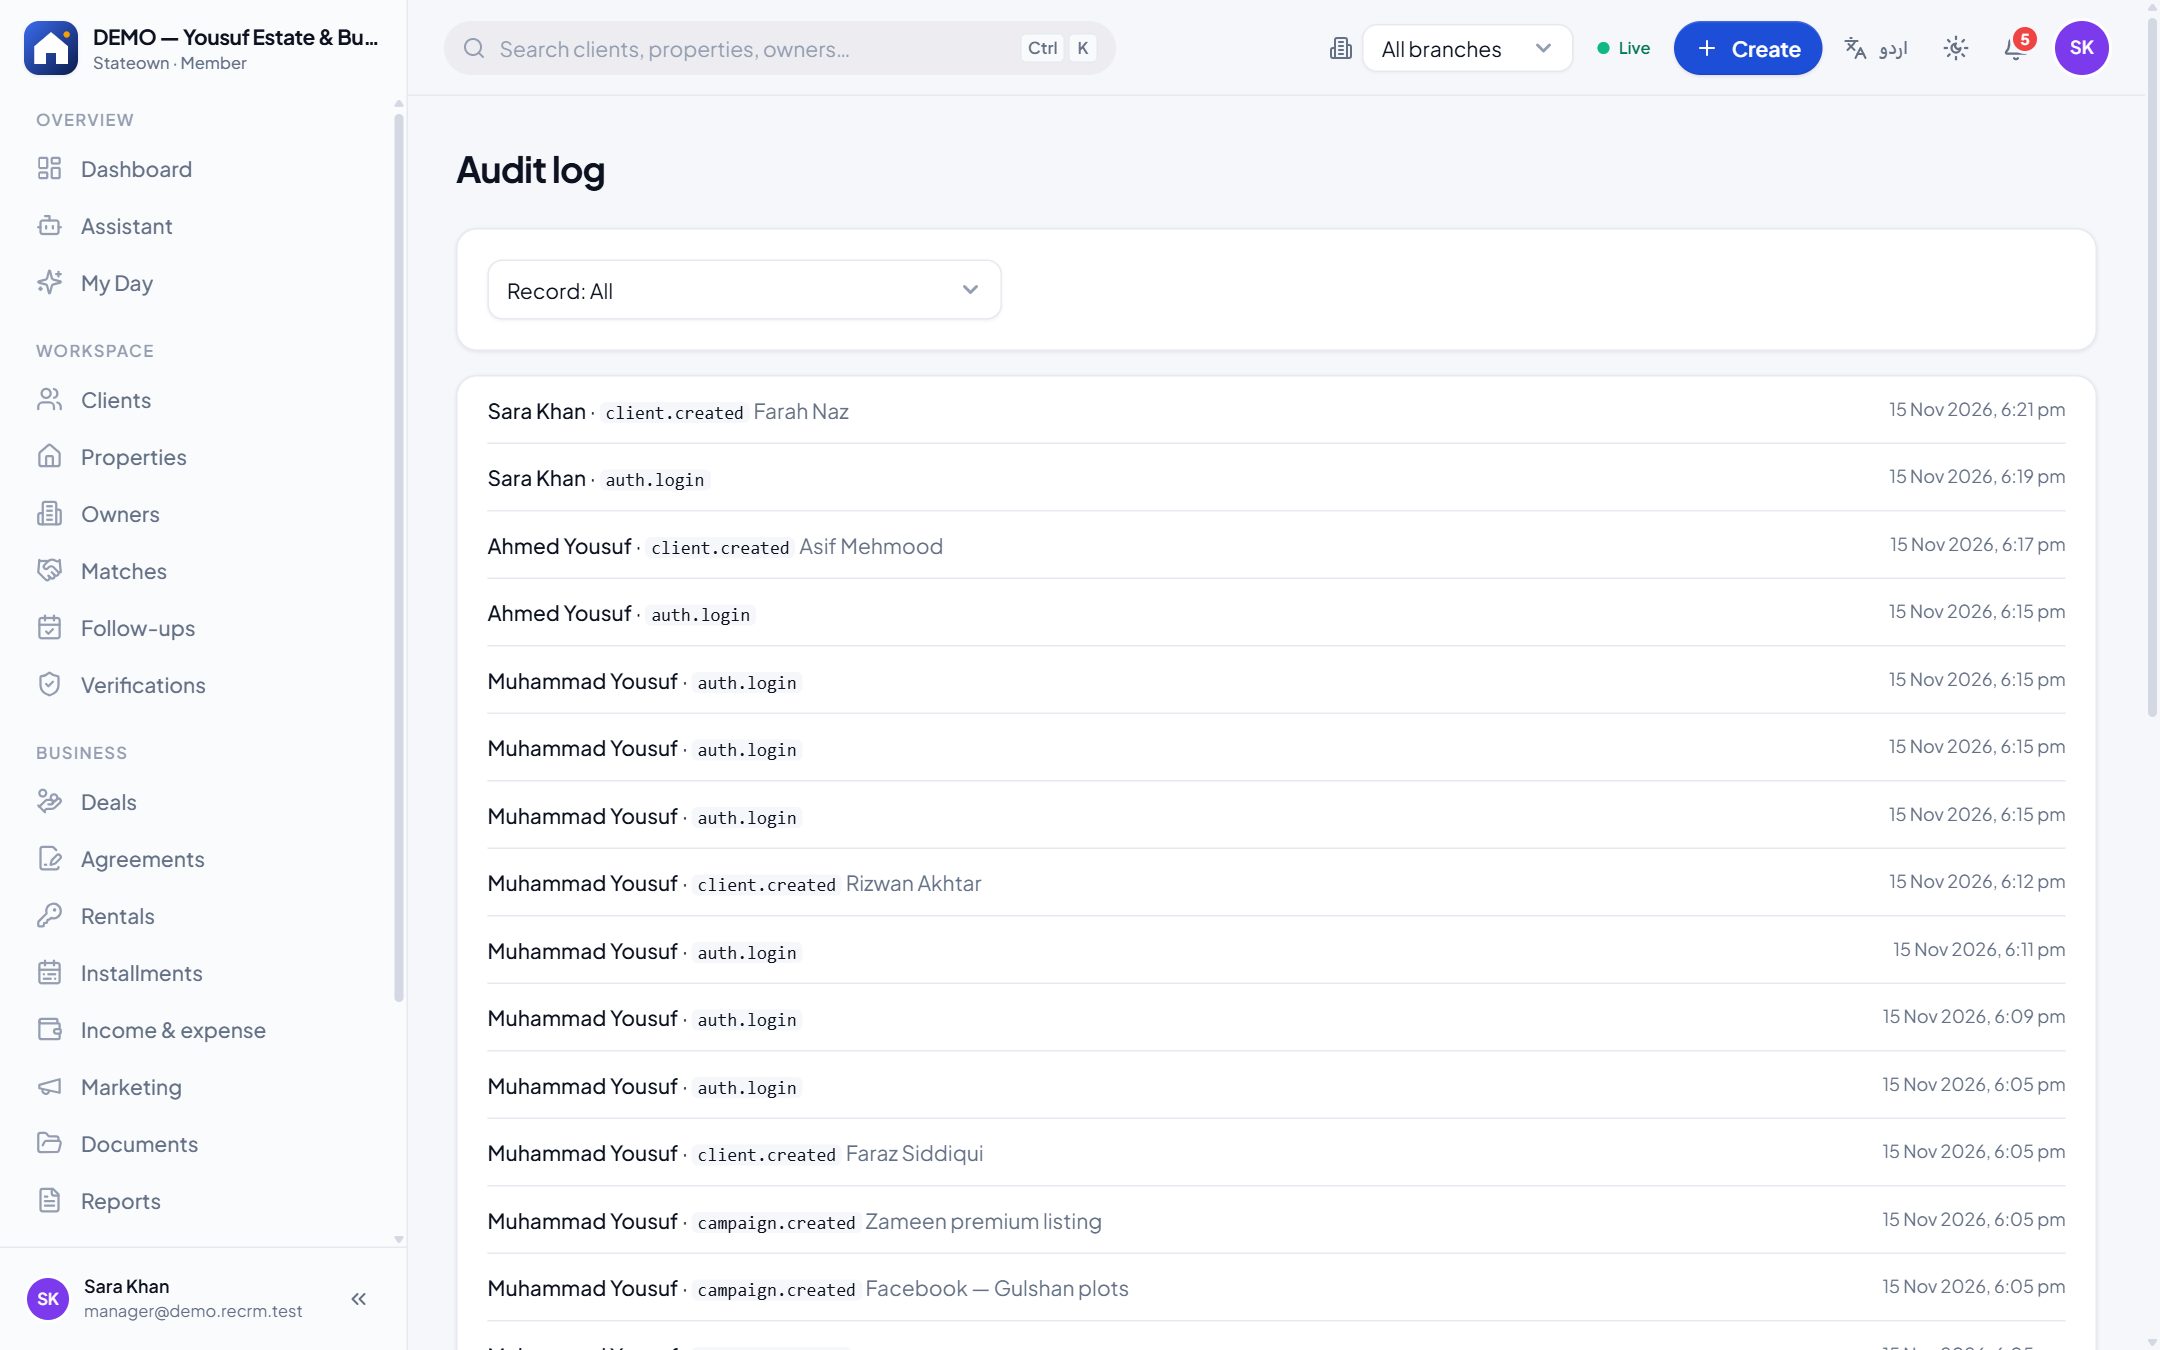 DEMO — Yousuf Estate & Bu...
Stateown · Member
OVERVIEW
Dashboard
Assistant
My Day
WORKSPACE
Clients
Properties
Owners
Matches
Follow-ups
Verifications
BUSINESS
Deals
Agreements
Rentals
Installments
Income & expense
Marketing
Documents
Reports
SK
Sara Khan
manager@demo.recrm.test
Search clients, properties, owners...
Ctrl K
All branches
Live
Create
اردو
5
SK
Audit log
Record: All
Sara Khan · client.created Farah Naz 15 Nov 2026, 6:21 pm
Sara Khan · auth.login 15 Nov 2026, 6:19 pm
Ahmed Yousuf · client.created Asif Mehmood 15 Nov 2026, 6:17 pm
Ahmed Yousuf · auth.login 15 Nov 2026, 6:15 pm
Muhammad Yousuf · auth.login 15 Nov 2026, 6:15 pm
Muhammad Yousuf · auth.login 15 Nov 2026, 6:15 pm
Muhammad Yousuf · auth.login 15 Nov 2026, 6:15 pm
Muhammad Yousuf · client.created Rizwan Akhtar 15 Nov 2026, 6:12 pm
Muhammad Yousuf · auth.login 15 Nov 2026, 6:11 pm
Muhammad Yousuf · auth.login 15 Nov 2026, 6:09 pm
Muhammad Yousuf · auth.login 15 Nov 2026, 6:05 pm
Muhammad Yousuf · client.created Faraz Siddiqui 15 Nov 2026, 6:05 pm
Muhammad Yousuf · campaign.created Zameen premium listing 15 Nov 2026, 6:05 pm
Muhammad Yousuf · campaign.created Facebook — Gulshan plots 15 Nov 2026, 6:05 pm